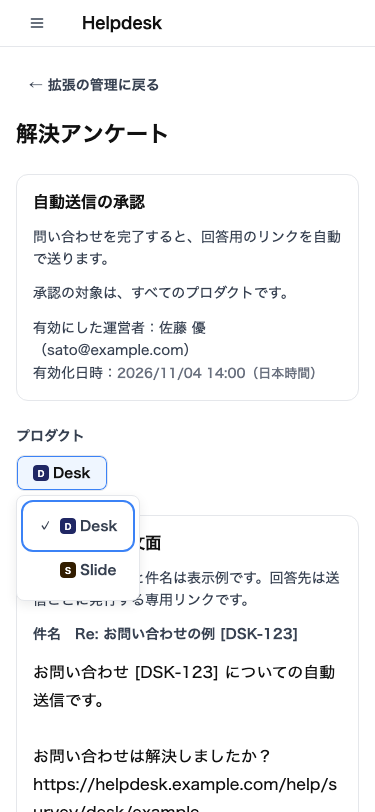 Helpdesk
← 拡張の管理に戻る
解決アンケート
自動送信の承認
問い合わせを完了すると、回答用のリンクを自動
で送ります。
承認の対象は、すべてのプロダクトです。
有効にした運営者：佐藤 優
（sato@example.com）
有効化日時：2026/11/04 14:00（日本時間）
プロダクト
D Desk
✓ D Desk
S Slide
文面
と件名は表示例です。回答先は送
信ごとに発行する専用リンクです。
件名 Re: お問い合わせの例 [DSK-123]
お問い合わせ [DSK-123] についての自動
送信です。
お問い合わせは解決しましたか？
https://helpdesk.example.com/help/s
urvey/desk/example